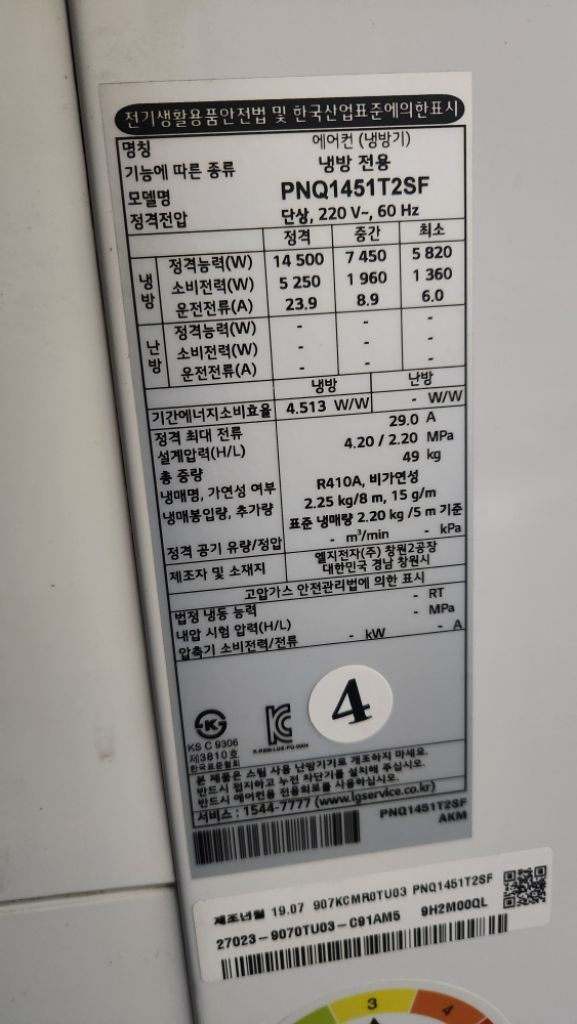 전기생활용품안전법 및 한국산업표준에의한표시
명칭 에어컨 (냉방기)
기능에 따른 종류 냉방 전용
모델명 PNQ1451T2SF
정격전압 단상, 220 V~, 60 Hz
정격 중간 최소
냉방 정격능력(W) 14 500 7 450 5 820
소비전력(W) 5 250 1 960 1 360
운전전류(A) 23.9 8.9 6.0
난방 정격능력(W) - - -
소비전력(W) - - -
운전전류(A) - - -
냉방 난방
기간에너지소비효율 4.513 W/W - W/W
정격 최대 전류 29.0 A
설계압력(H/L) 4.20 / 2.20 MPa
총 중량 49 kg
냉매명, 가연성 여부 R410A, 비가연성
냉매봉입량, 추가량 2.25 kg/8 m, 15 g/m
표준 냉매량 2.20 kg /5 m 기준
정격 공기 유량/정압 - m³/min - kPa
제조자 및 소재지 엘지전자(주) 창원2공장
대한민국 경남 창원시
고압가스 안전관리법에 의한 표시
법정 냉동 능력 - RT
내압 시험 압력(H/L) - MPa
압축기 소비전력/전류 - kW - A
4
KS C 9306
제3810호
한국표준협회
본 제품은 스팀 사용 난방기기로 개조하지 마세요.
반드시 접지하고 누전 차단기를 설치해 주십시오.
반드시 에어컨용 전용회로를 사용하십시오.
서비스 : 1544-7777 (www.lgservice.co.kr)
PNQ1451T2SF
AKM
제조년월 19.07 907KCMR0TU03 PNQ1451T2SF
27023-9070TU03-C91AM5 9H2M00QL
3
4